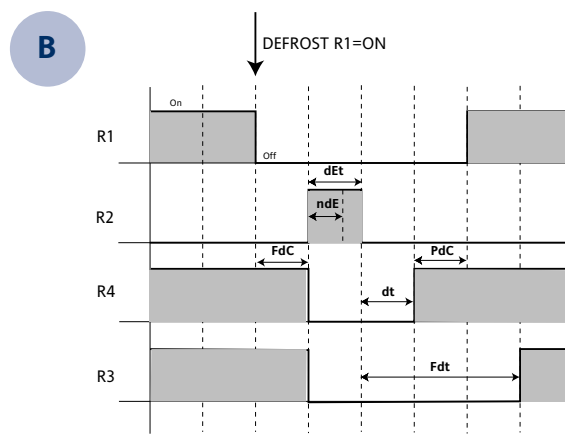 B
DEFROST R1=ON
On
R1
Off
dEt
R2
ndE
FdC
PdC
R4
dt
R3
Fdt